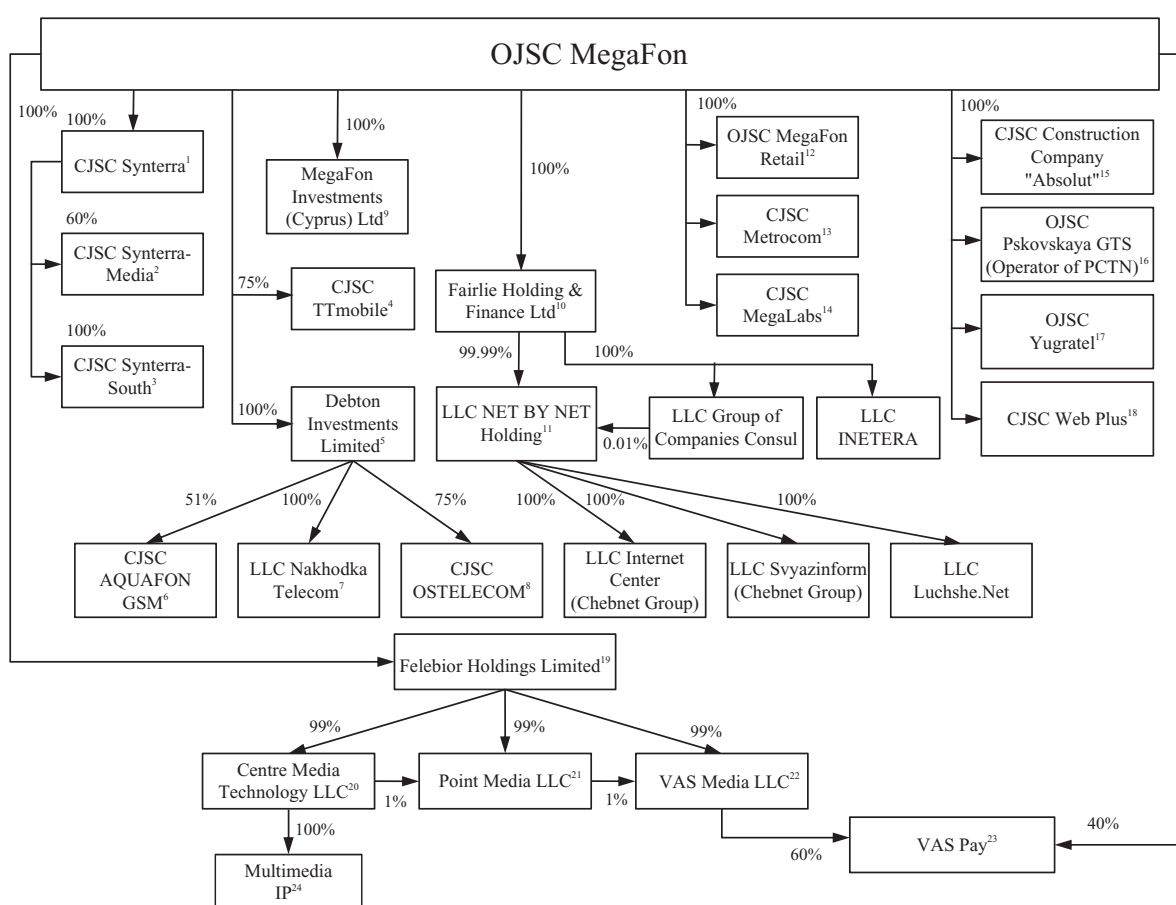 OJSC MegaFon
100%
100%
CJSC Synterra1
60%
CJSC Synterra-
Media2
100%
CJSC Synterra-
South3
75%
CJSC
TTmobile4
100%
Debton
Investments
Limited5
51%
CJSC
AQUAFON
GSM6
100%
LLC Nakhodka
Telecom7
75%
CJSC
OSTELECOM8
100%
MegaFon
Investments
(Cyprus) Ltd9
100%
Fairlie Holding &
Finance Ltd10
99.99%
100%
LLC NET BY NET
Holding11
0.01%
LLC Group of
Companies Consul
LLC
INETERA
100%
LLC Internet
Center
(Chebnet Group)
100%
LLC Svyazinform
(Chebnet Group)
100%
LLC
Luchshe.Net
100%
OJSC MegaFon
Retail12
CJSC
Metrocom13
CJSC
MegaLabs14
100%
CJSC Construction
Company
"Absolut"15
OJSC
Pskovskaya GTS
(Operator of PCTN)16
OJSC
Yugratel17
CJSC Web Plus18
Felebior Holdings Limited19
99%
99%
99%
Centre Media
Technology LLC20
1%
Point Media LLC21
1%
VAS Media LLC22
100%
Multimedia
IP24
60%
VAS Pay23
40%